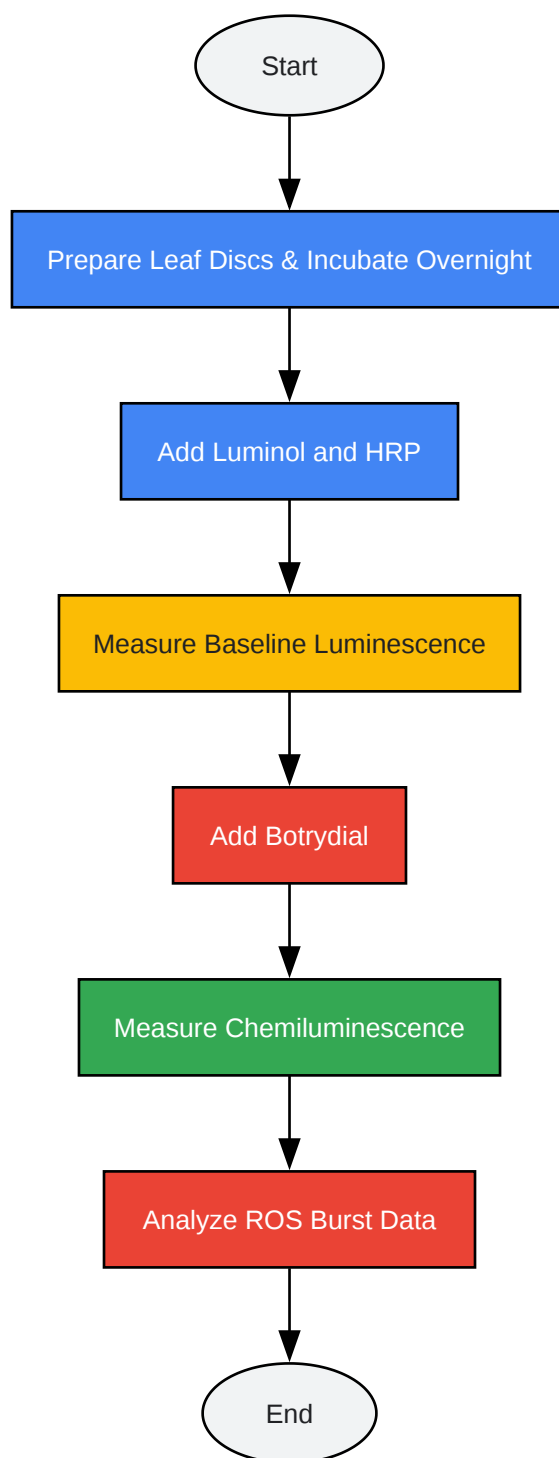 Start
Prepare Leaf Discs & Incubate Overnight
Add Luminol and HRP
Measure Baseline Luminescence
Add Botrydial
Measure Chemiluminescence
Analyze ROS Burst Data
End